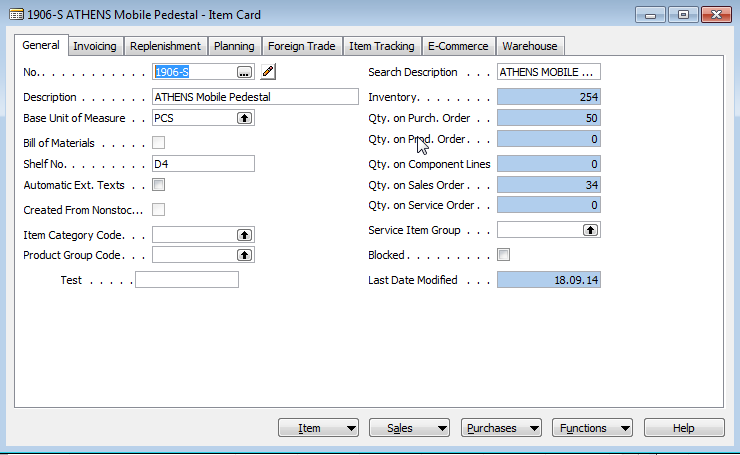 1906-S ATHENS Mobile Pedestal - Item Card
General Invoicing Replenishment Planning Foreign Trade Item Tracking E-Commerce Warehouse
No. . . . . . . . . . . . 1906-S ...
Description . . . . . . . ATHENS Mobile Pedestal
Base Unit of Measure . . PCS
Bill of Materials . . . . .
Shelf No. . . . . . . . . D4
Automatic Ext. Texts . .
Created From Nonstoc...
Item Category Code. . .
Product Group Code. . .
Test . . . . .
Search Description . . . ATHENS MOBILE ...
Inventory. . . . . . . . 254
Qty. on Purch. Order . . 50
Qty. on Prod. Order. . . 0
Qty. on Component Lines 0
Qty. on Sales Order . . 34
Qty. on Service Order . . 0
Service Item Group . . .
Blocked . . . . . . . . .
Last Date Modified . . . 18.09.14
Item Sales Purchases Functions Help